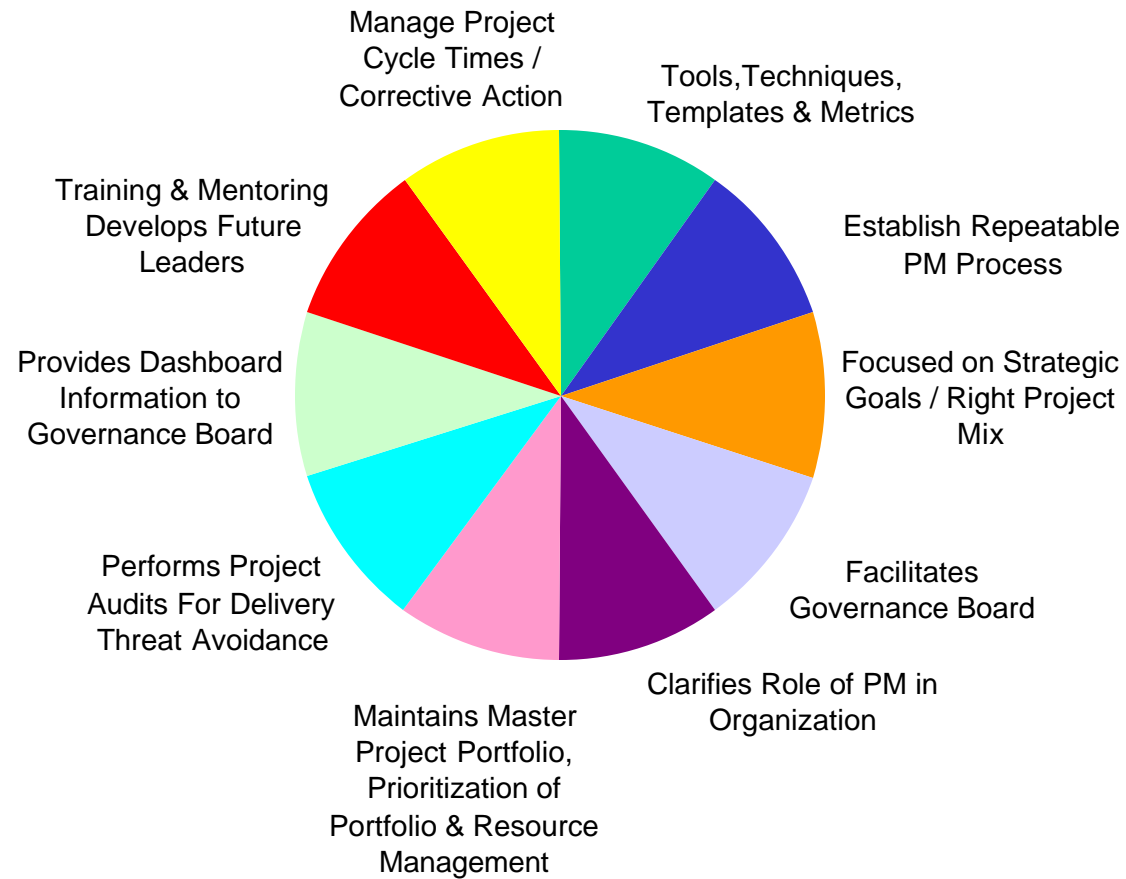 Manage Project
Cycle Times /
Corrective Action
Tools,Techniques,
Templates & Metrics
Establish Repeatable
PM Process
Focused on Strategic
Goals / Right Project
Mix
Facilitates
Governance Board
Clarifies Role of PM in
Organization
Maintains Master
Project Portfolio,
Prioritization of
Portfolio & Resource
Management
Performs Project
Audits For Delivery
Threat Avoidance
Provides Dashboard
Information to
Governance Board
Training & Mentoring
Develops Future
Leaders